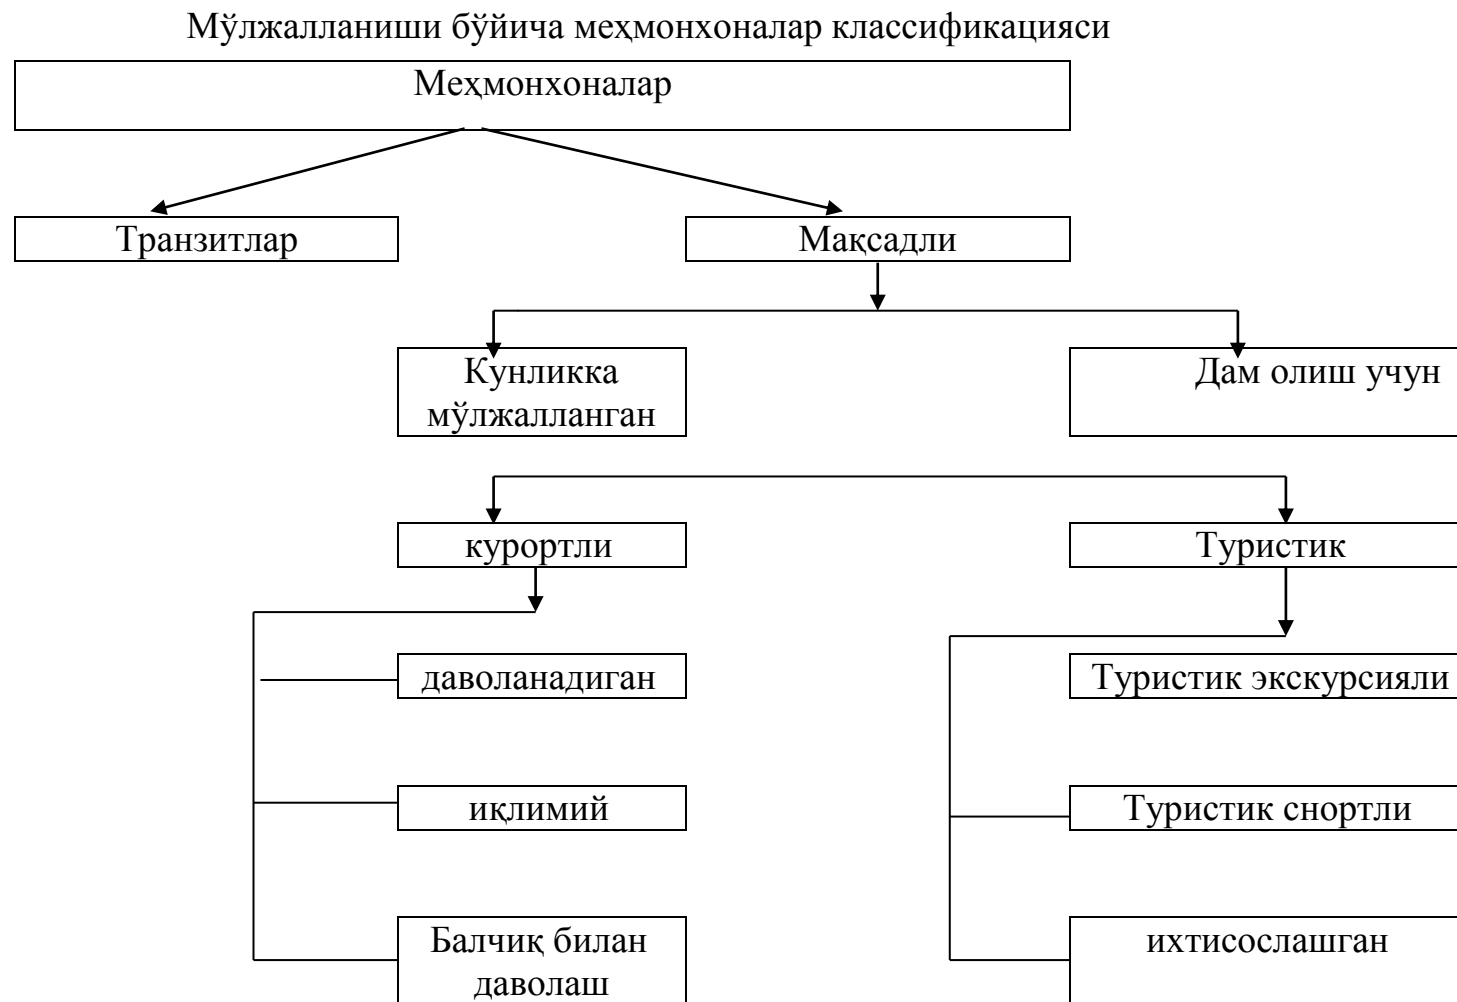 Мўлжалланиши бўйича меҳмонхоналар классификацияси
Меҳмонхоналар
Транзитлар
Мақсадли
Кунликка
мўлжалланган
Дам олиш учун
курортли
Туристик
даволанадиган
Туристик экскурсияли
иқлимий
Туристик снортли
Балчиқ билан
даволаш
ихтисослашган